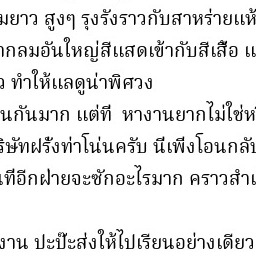 มยาว สูงๆ รุงรังราวกับสาหร่ายแห้
ากลมอันใหญ่สีแสดเข้ากับสีเสื้อ แ
ว ทำให้แลดูน่าพิศวง
นกันมาก แต่ที่ หางานยากไม่ใช่ห
ริษัทฝรั่งท่าโน่นครับ นี่เพิ่งโอนกลับ
นทีอีกฝ่ายจะซักอะไรมาก คราวสำเ
งาน ปะป๊ะส่งให้ไปเรียนอย่างเดียว